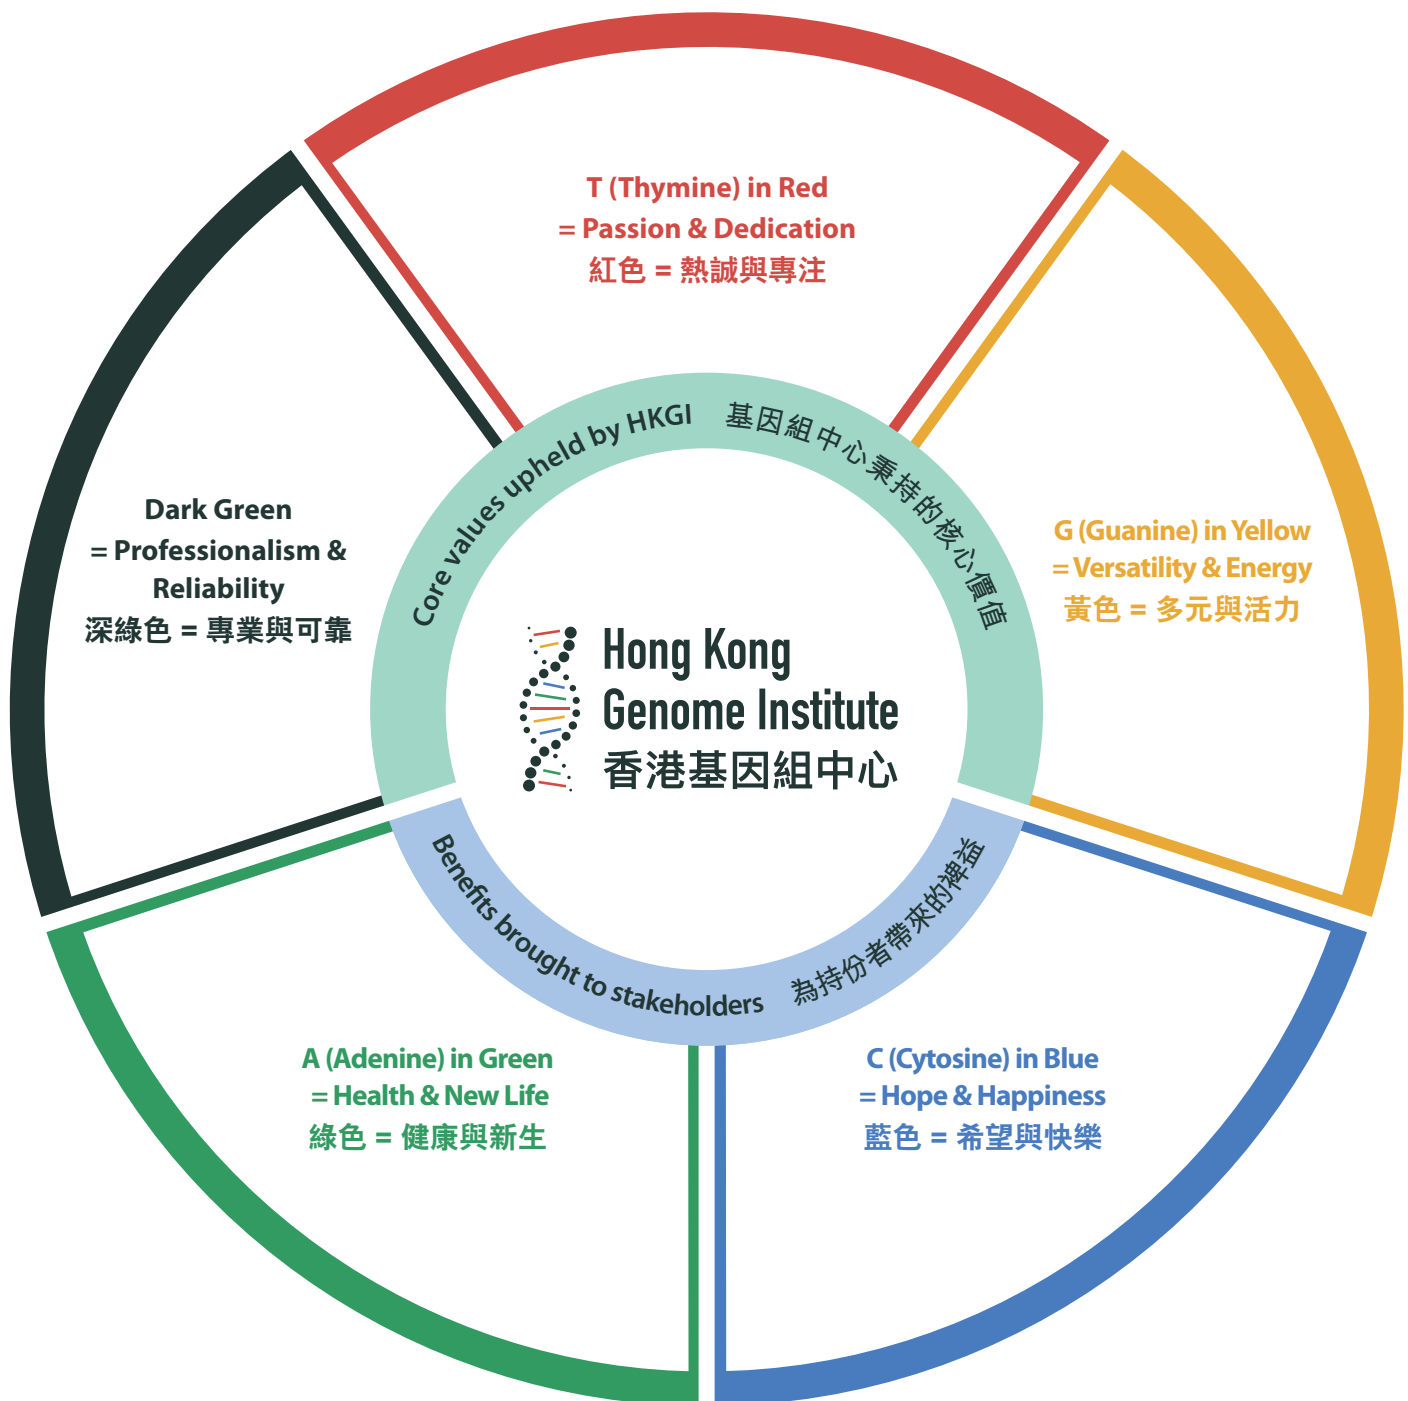 T (Thymine) in Red
= Passion & Dedication
紅色 = 熱誠與專注
Dark Green
= Professionalism &
Reliability
深綠色 = 專業與可靠
G (Guanine) in Yellow
= Versatility & Energy
黃色 = 多元與活力
Core values upheld by HKGI 基因組中心秉持的核心價值
Hong Kong
Genome Institute
香港基因組中心
Benefits brought to stakeholders 為持份者帶來的裨益
A (Adenine) in Green
= Health & New Life
綠色 = 健康與新生
C (Cytosine) in Blue
= Hope & Happiness
藍色 = 希望與快樂